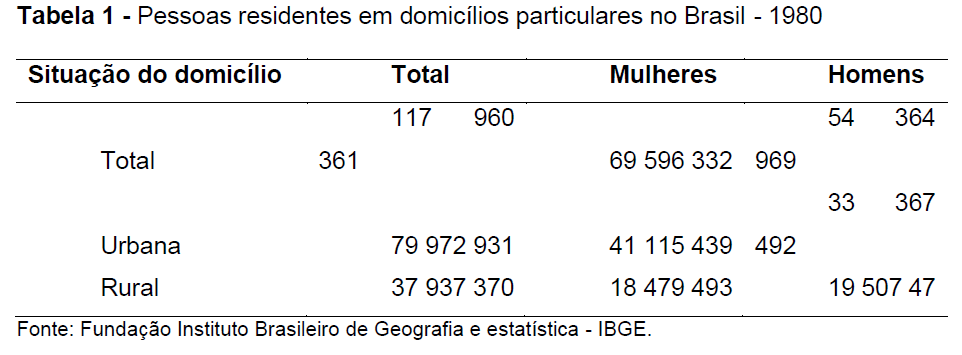 Tabela 1 - Pessoas residentes em domicílios particulares no Brasil - 1980
Situação do domicílio Total Mulheres Homens
117 960 54 364
Total 361 69 596 332 969
33 367
Urbana 79 972 931 41 115 439 492
Rural 37 937 370 18 479 493 19 507 47
Fonte: Fundação Instituto Brasileiro de Geografia e estatística - IBGE.